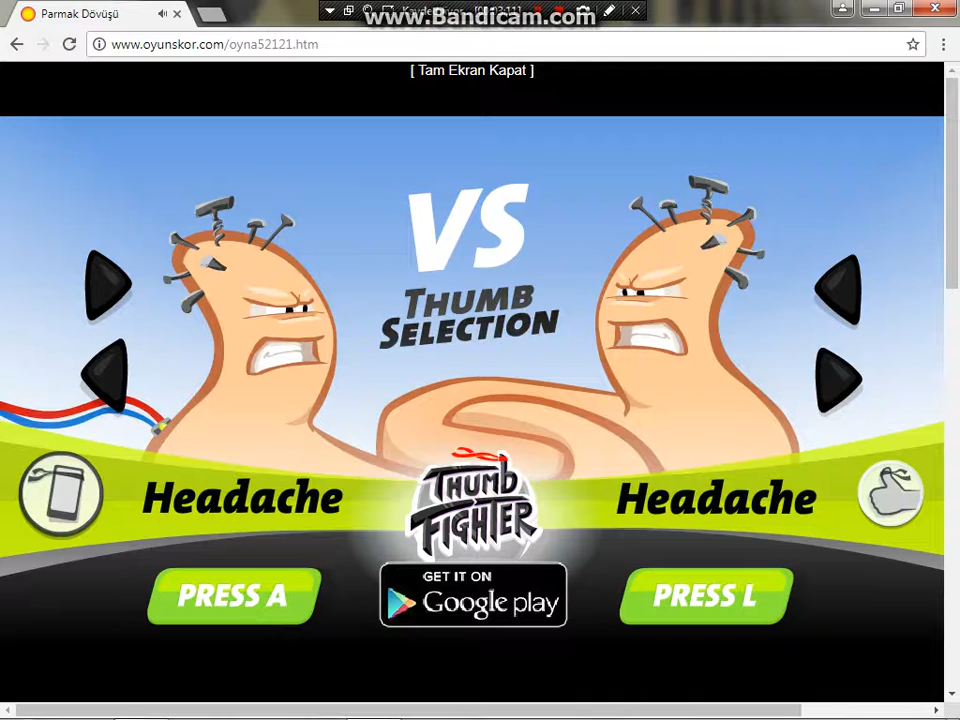 Parmak Dövüşü
www.Bandicam.com
www.oyunskor.com/oyna52121.htm
[ Tam Ekran Kapat ]
VS
THUMB
SELECTION
Headache
THUMB
FIGHTER
Headache
PRESS A
GET IT ON
Google play
PRESS L